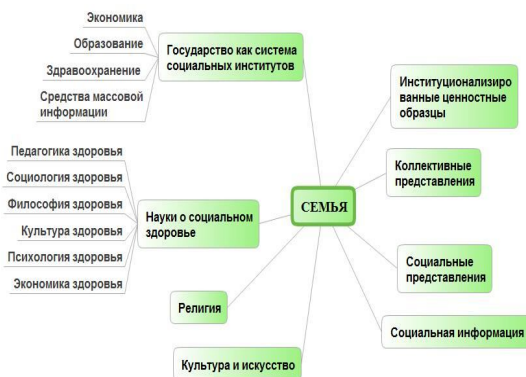 Экономика
Образование
Здравоохранение
Средства массовой
информации
Государство как система
социальных институтов
Педагогика здоровья
Социология здоровья
Философия здоровья
Культура здоровья
Психология здоровья
Экономика здоровья
Науки о социальном
здоровье
Религия
Культура и искусство
СЕМЬЯ
Институционализиро
ванные ценностные
образцы
Коллективные
представления
Социальные
представления
Социальная информация